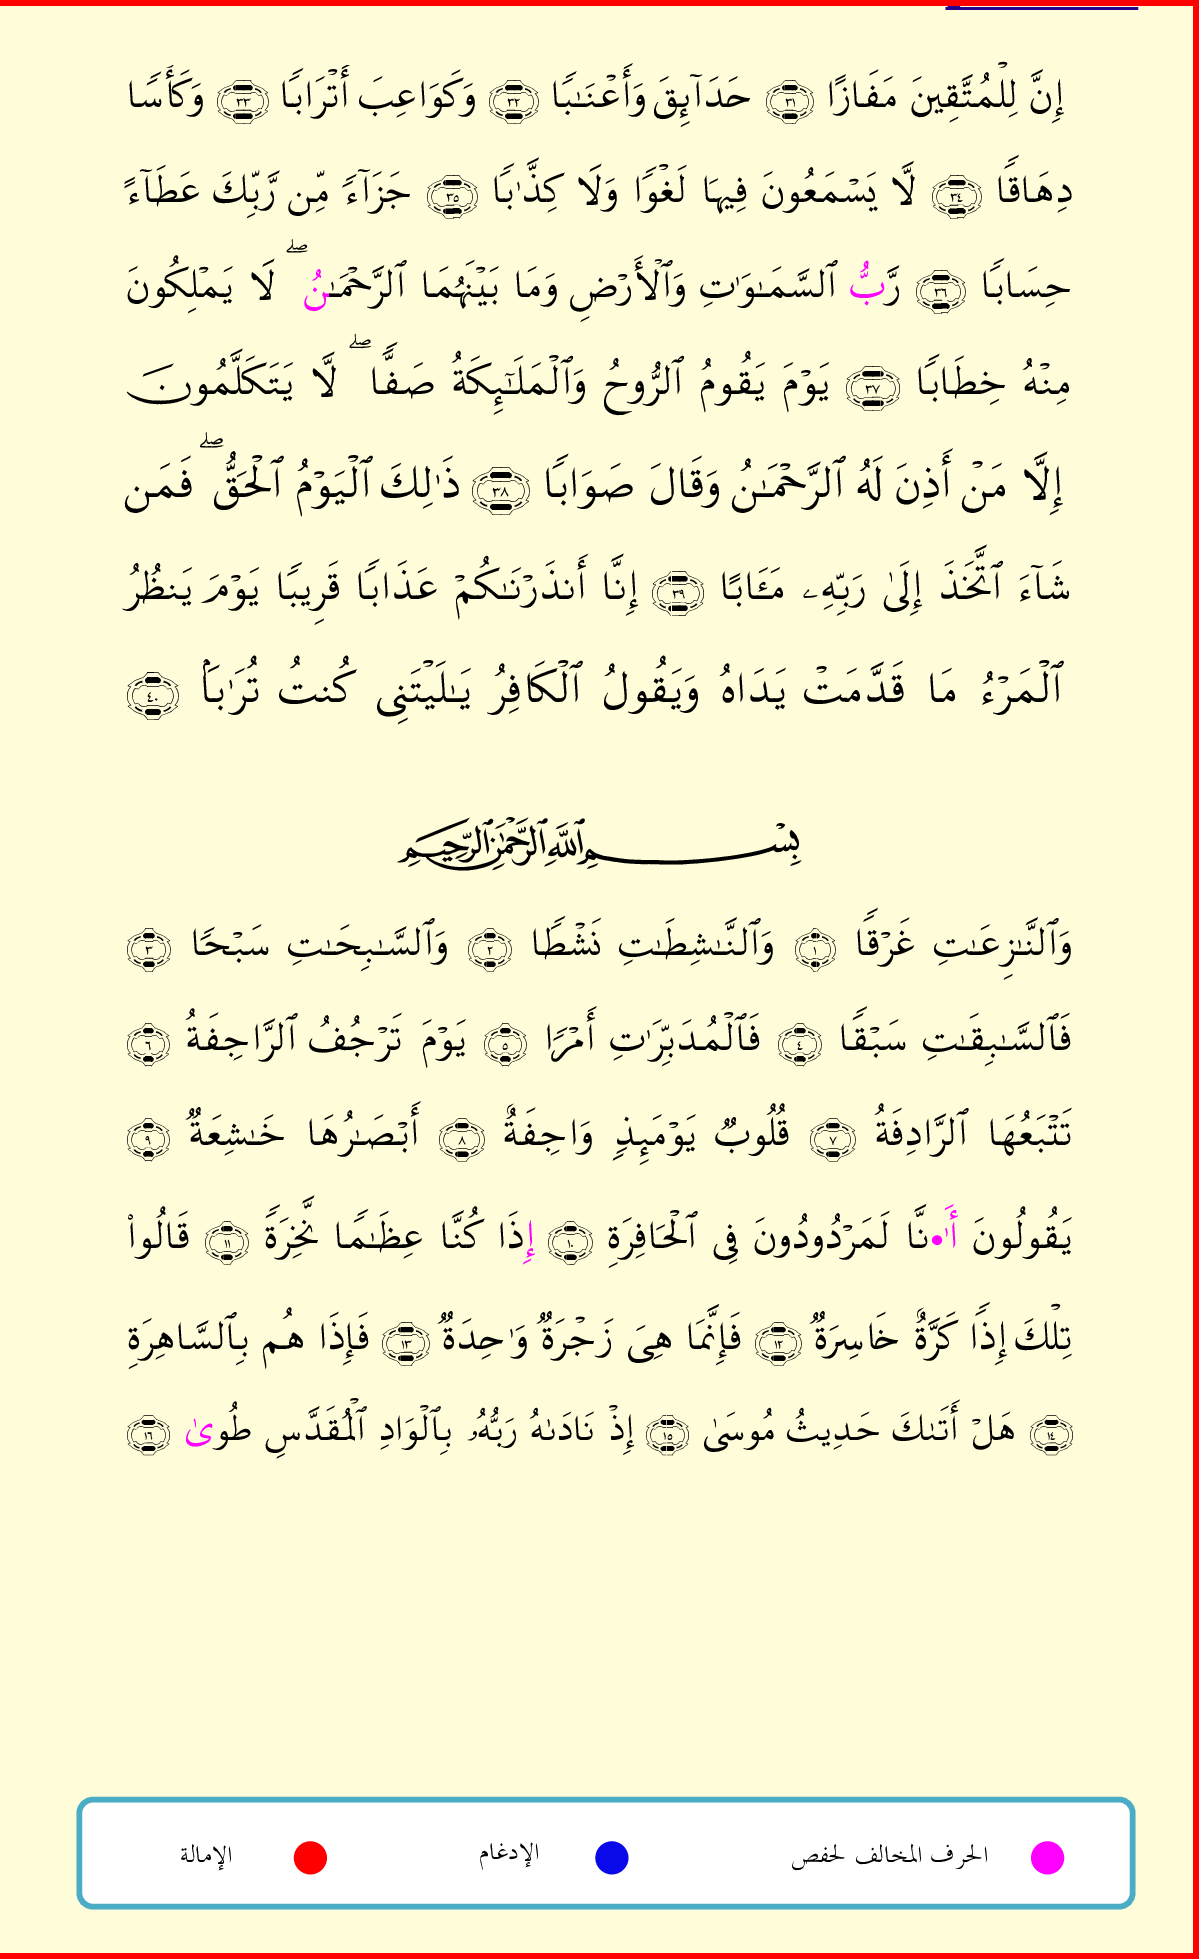 إِنَّ لِلْمُتَّقِينَ مَفَازًا ٣١ حَدَآئِقَ وَأَعْنَٰبًا ٣٢ وَكَوَاعِبَ أَتْرَابًا ٣٣ وَكَأْسًا
دِهَاقًا ٣٤ لَّا يَسْمَعُونَ فِيهَا لَغْوًا وَلَا كِذَّٰبًا ٣٥ جَزَآءً مِّن رَّبِّكَ عَطَآءً
حِسَابًا ٣٦ رَّبُّ ٱلسَّمَٰوَٰتِ وَٱلْأَرْضِ وَمَا بَيْنَهُمَا ٱلرَّحْمَٰنُ ۖ لَا يَمْلِكُونَ
مِنْهُ خِطَابًا ٣٧ يَوْمَ يَقُومُ ٱلرُّوحُ وَٱلْمَلَٰٓئِكَةُ صَفًّا ۖ لَّا يَتَكَلَّمُونَ
إِلَّا مَنْ أَذِنَ لَهُ ٱلرَّحْمَٰنُ وَقَالَ صَوَابًا ٣٨ ذَٰلِكَ ٱلْيَوْمُ ٱلْحَقُّ ۖ فَمَن
شَآءَ ٱتَّخَذَ إِلَىٰ رَبِّهِۦ مَـَٔابًا ٣٩ إِنَّآ أَنذَرْنَٰكُمْ عَذَابًا قَرِيبًا يَوْمَ يَنظُرُ
ٱلْمَرْءُ مَا قَدَّمَتْ يَدَاهُ وَيَقُولُ ٱلْكَافِرُ يَٰلَيْتَنِى كُنتُ تُرَٰبَۢا ٤٠
بِسْمِ ٱللَّهِ ٱلرَّحْمَٰنِ ٱلرَّحِيمِ
وَٱلنَّٰزِعَٰتِ غَرْقًا ١ وَٱلنَّٰشِطَٰتِ نَشْطًا ٢ وَٱلسَّٰبِحَٰتِ سَبْحًا ٣
فَٱلسَّٰبِقَٰتِ سَبْقًا ٤ فَٱلْمُدَبِّرَٰتِ أَمْرًا ٥ يَوْمَ تَرْجُفُ ٱلرَّاجِفَةُ ٦
تَتْبَعُهَا ٱلرَّادِفَةُ ٧ قُلُوبٌ يَوْمَئِذٍ وَاجِفَةٌ ٨ أَبْصَٰرُهَا خَٰشِعَةٌ ٩
يَقُولُونَ أَٰ۬نَّا لَمَرْدُودُونَ فِى ٱلْحَافِرَةِ ١٠ إِذَا كُنَّا عِظَٰمًا نَّخِرَةً ١١ قَالُوا۟
تِلْكَ إِذًا كَرَّةٌ خَاسِرَةٌ ١٢ فَإِنَّمَا هِىَ زَجْرَةٌ وَٰحِدَةٌ ١٣ فَإِذَا هُم بِٱلسَّاهِرَةِ
١٤ هَلْ أَتَىٰكَ حَدِيثُ مُوسَىٰ ١٥ إِذْ نَادَىٰهُ رَبُّهُۥ بِٱلْوَادِ ٱلْمُقَدَّسِ طُوىٰ ١٦
الحرف المخالف لحفص الإدغام الإمالة